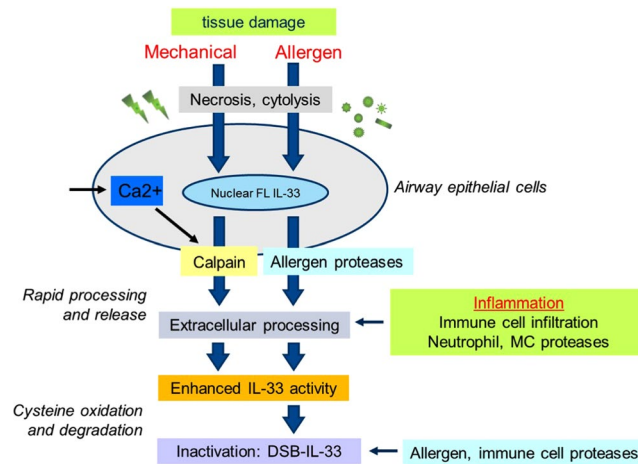 tissue damage
Mechanical
Allergen
Necrosis, cytolysis
Ca2+
Nuclear FL IL-33
Airway epithelial cells
Calpain
Allergen proteases
Rapid processing
and release
Extracellular processing
Inflammation
Immune cell infiltration
Neutrophil, MC proteases
Enhanced IL-33 activity
Cysteine oxidation
and degradation
Inactivation: DSB-IL-33
Allergen, immune cell proteases